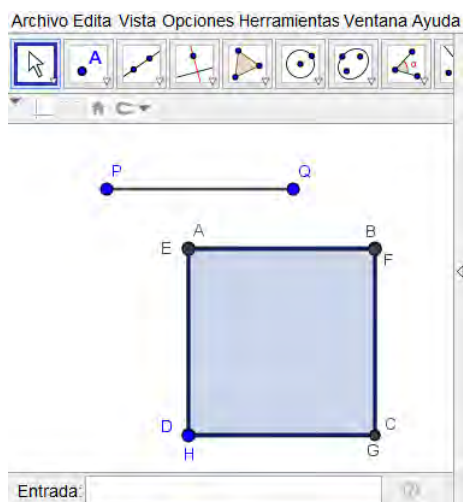 Archivo Edita Vista Opciones Herramientas Ventana Ayuda
A
α
P Q
A B
E F
D C
H G
Entrada: